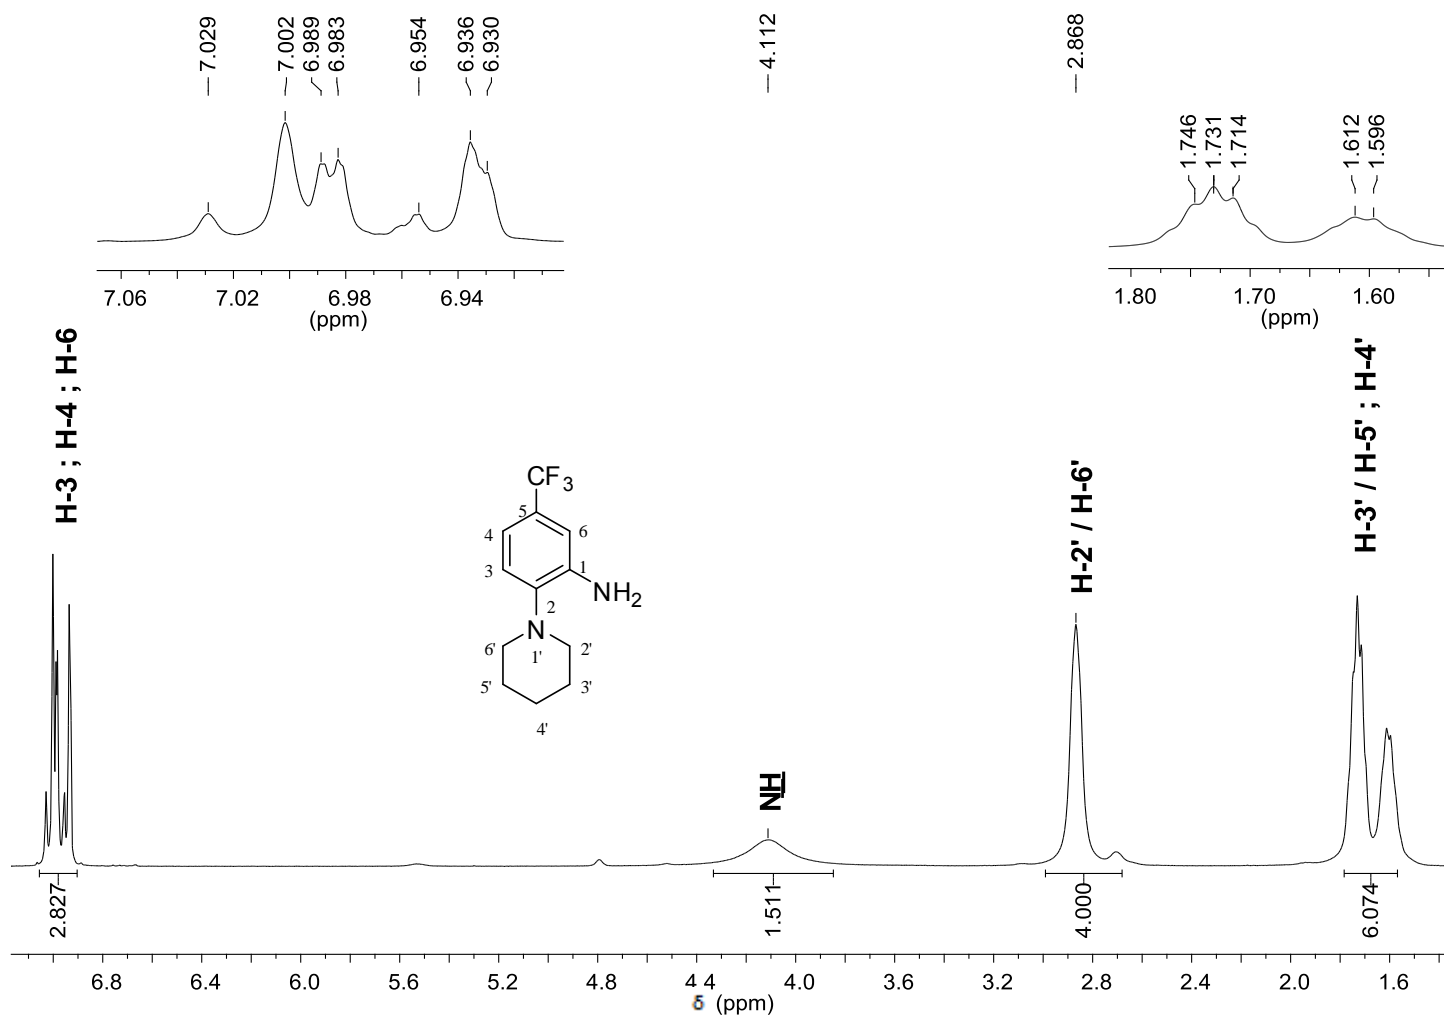 7.029
7.002
6.989
6.983
6.954
6.936
6.930
4.112
2.868
1.746
1.731
1.714
1.612
1.596
7.06 7.02 6.98 6.94
(ppm)
1.80 1.70 1.60
(ppm)
H-3 ; H-4 ; H-6
H-2' / H-6'
H-3' / H-5' ; H-4'
CF3
5
4
6
3
1
NH2
2
N
6'
1'
2'
5'
3'
4'
NH
2.827
1.511
4.000
6.074
6.8 6.4 6.0 5.6 5.2 4.8 4 4 4.0 3.6 3.2 2.8 2.4 2.0 1.6
δ (ppm)